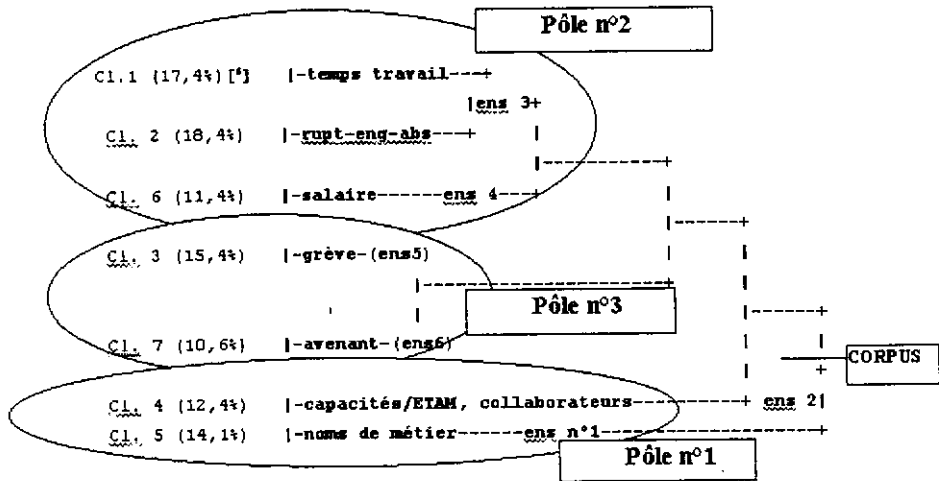 Pôle n°2
Cl.1 (17,4%)[⁶] |-temps travail---+
|ens 3+
Cl. 2 (18,4%) |-rupt-eng-abs---+
Cl. 6 (11,4%) |-salaire------ens 4---+
Cl. 3 (15,4%) |-grève-(ens5)
Pôle n°3
Cl. 7 (10,6%) |-avenant-(ens6)
CORPUS
Cl. 4 (12,4%) |-capacités/ETAM, collaborateurs--------+ ens 2|
Cl. 5 (14,1%) |-noms de métier-----ens n°1---------------+
Pôle n°1